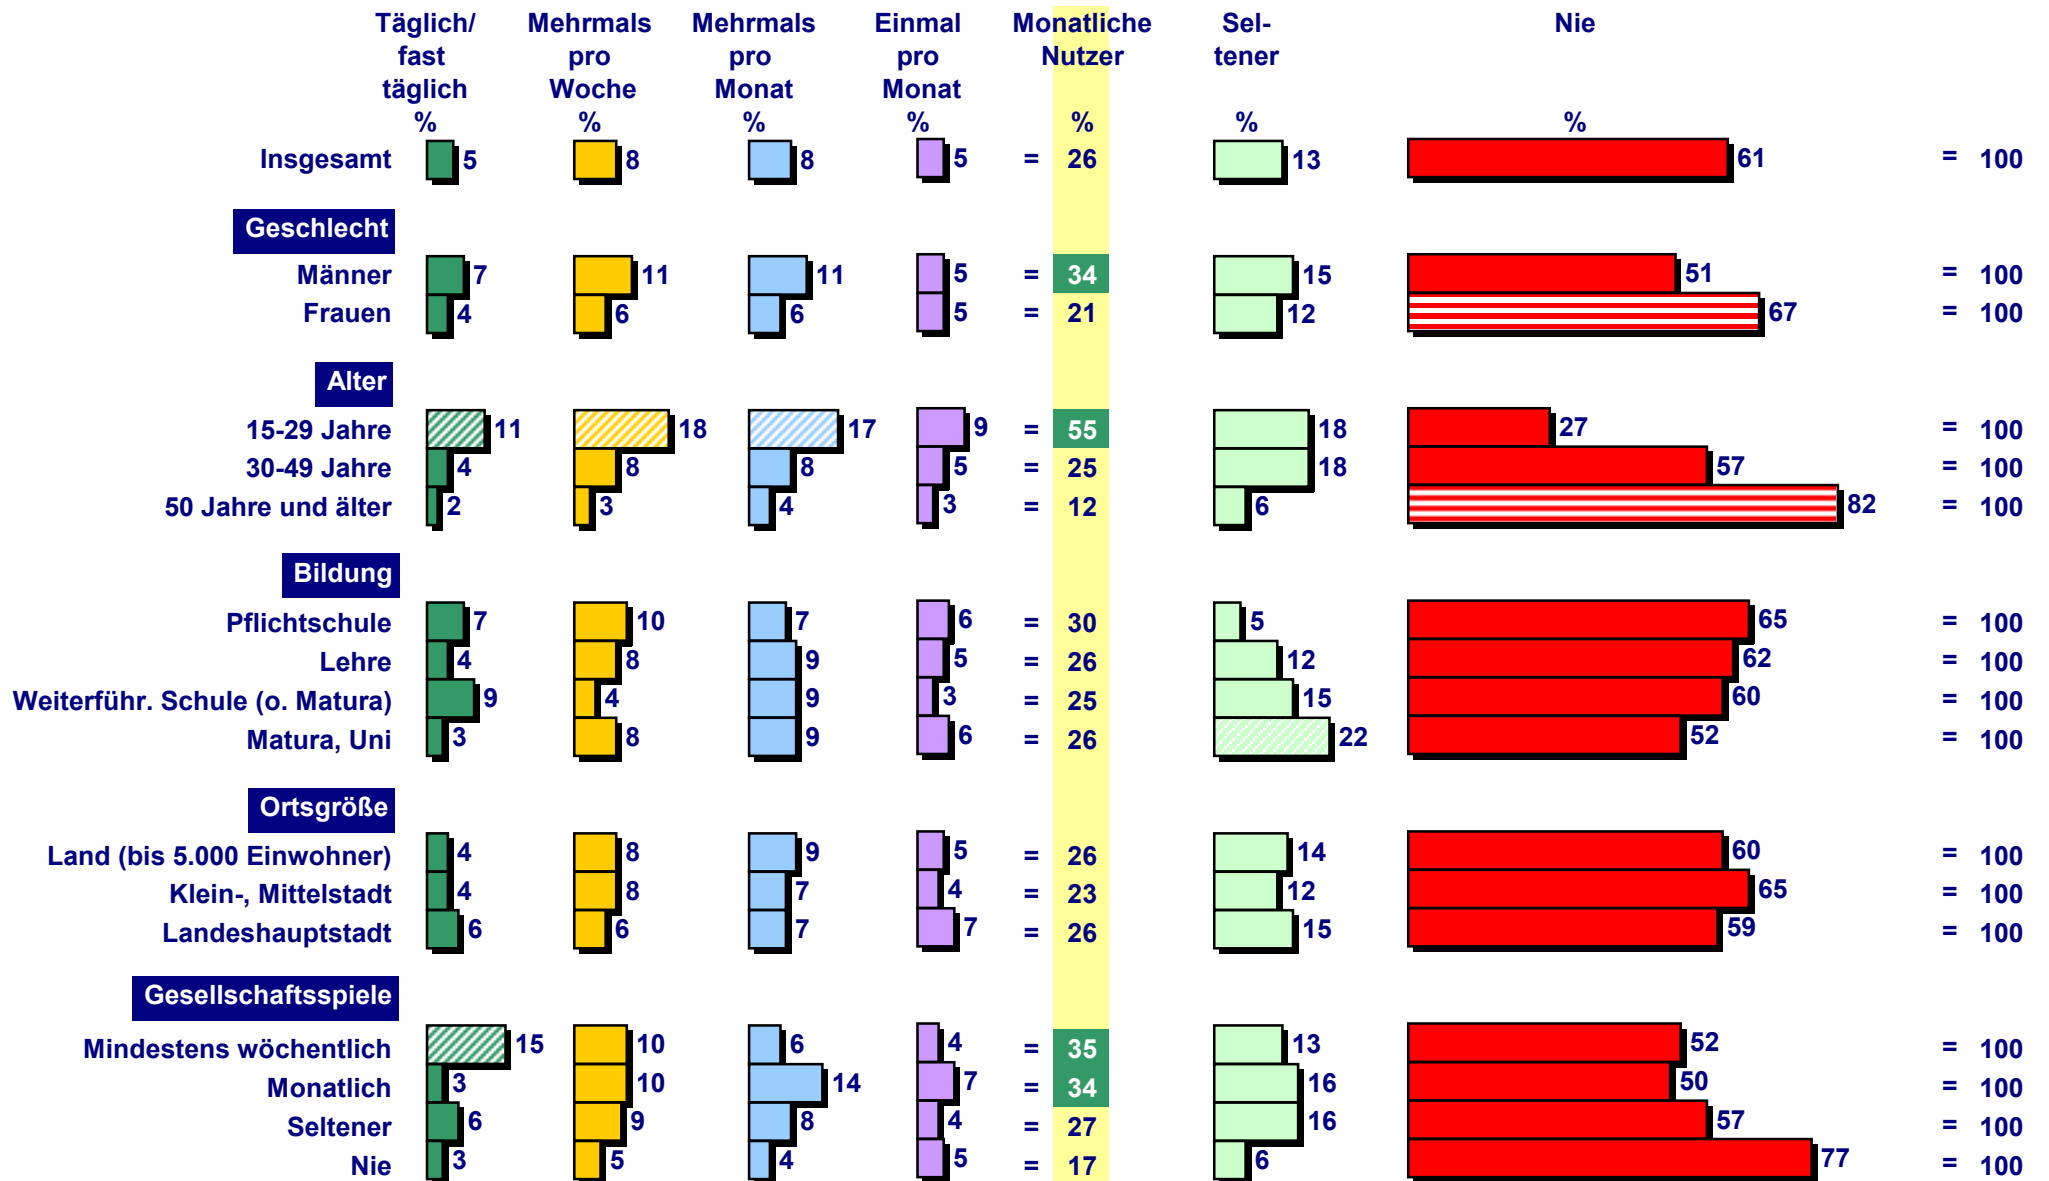 Täglich/ Mehrmals Mehrmals Einmal Monatliche Sel- Nie
fast pro pro pro Nutzer tener
täglich Woche Monat Monat
% % % % % % %
Insgesamt 5 8 8 5 = 26 13 61 = 100
Geschlecht
Männer 7 11 11 5 = 34 15 51 = 100
Frauen 4 6 6 5 = 21 12 67 = 100
Alter
15-29 Jahre 11 18 17 9 = 55 18 27 = 100
30-49 Jahre 4 8 8 5 = 25 18 57 = 100
50 Jahre und älter 2 3 4 3 = 12 6 82 = 100
Bildung
Pflichtschule 7 10 7 6 = 30 5 65 = 100
Lehre 4 8 9 5 = 26 12 62 = 100
Weiterführ. Schule (o. Matura) 9 4 9 3 = 25 15 60 = 100
Matura, Uni 3 8 9 6 = 26 22 52 = 100
Ortsgröße
Land (bis 5.000 Einwohner) 4 8 9 5 = 26 14 60 = 100
Klein-, Mittelstadt 4 8 7 4 = 23 12 65 = 100
Landeshauptstadt 6 6 7 7 = 26 15 59 = 100
Gesellschaftsspiele
Mindestens wöchentlich 15 10 6 4 = 35 13 52 = 100
Monatlich 3 10 14 7 = 34 16 50 = 100
Seltener 6 9 8 4 = 27 16 57 = 100
Nie 3 5 4 5 = 17 6 77 = 100